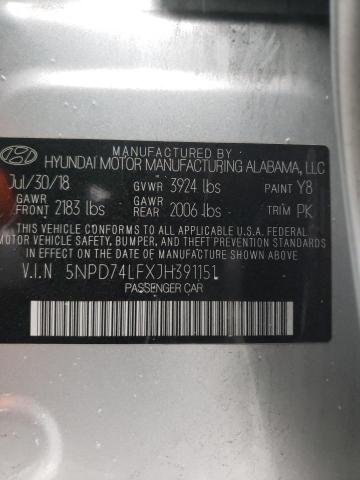 MANUFACTURED BY
HYUNDAI MOTOR MANUFACTURING ALABAMA, LLC
Jul/30/18 GVWR 3924 lbs PAINT Y8
GAWR FRONT 2183 lbs GAWR REAR 2006 lbs TRIM PK
THIS VEHICLE CONFORMS TO ALL APPLICABLE U.S.A. FEDERAL
MOTOR VEHICLE SAFETY, BUMPER, AND THEFT PREVENTION STANDARDS
IN EFFECT ON THE DATE OF MANUFACTURE SHOWN ABOVE.
V.I.N 5NPD74LFXJH391151
PASSENGER CAR